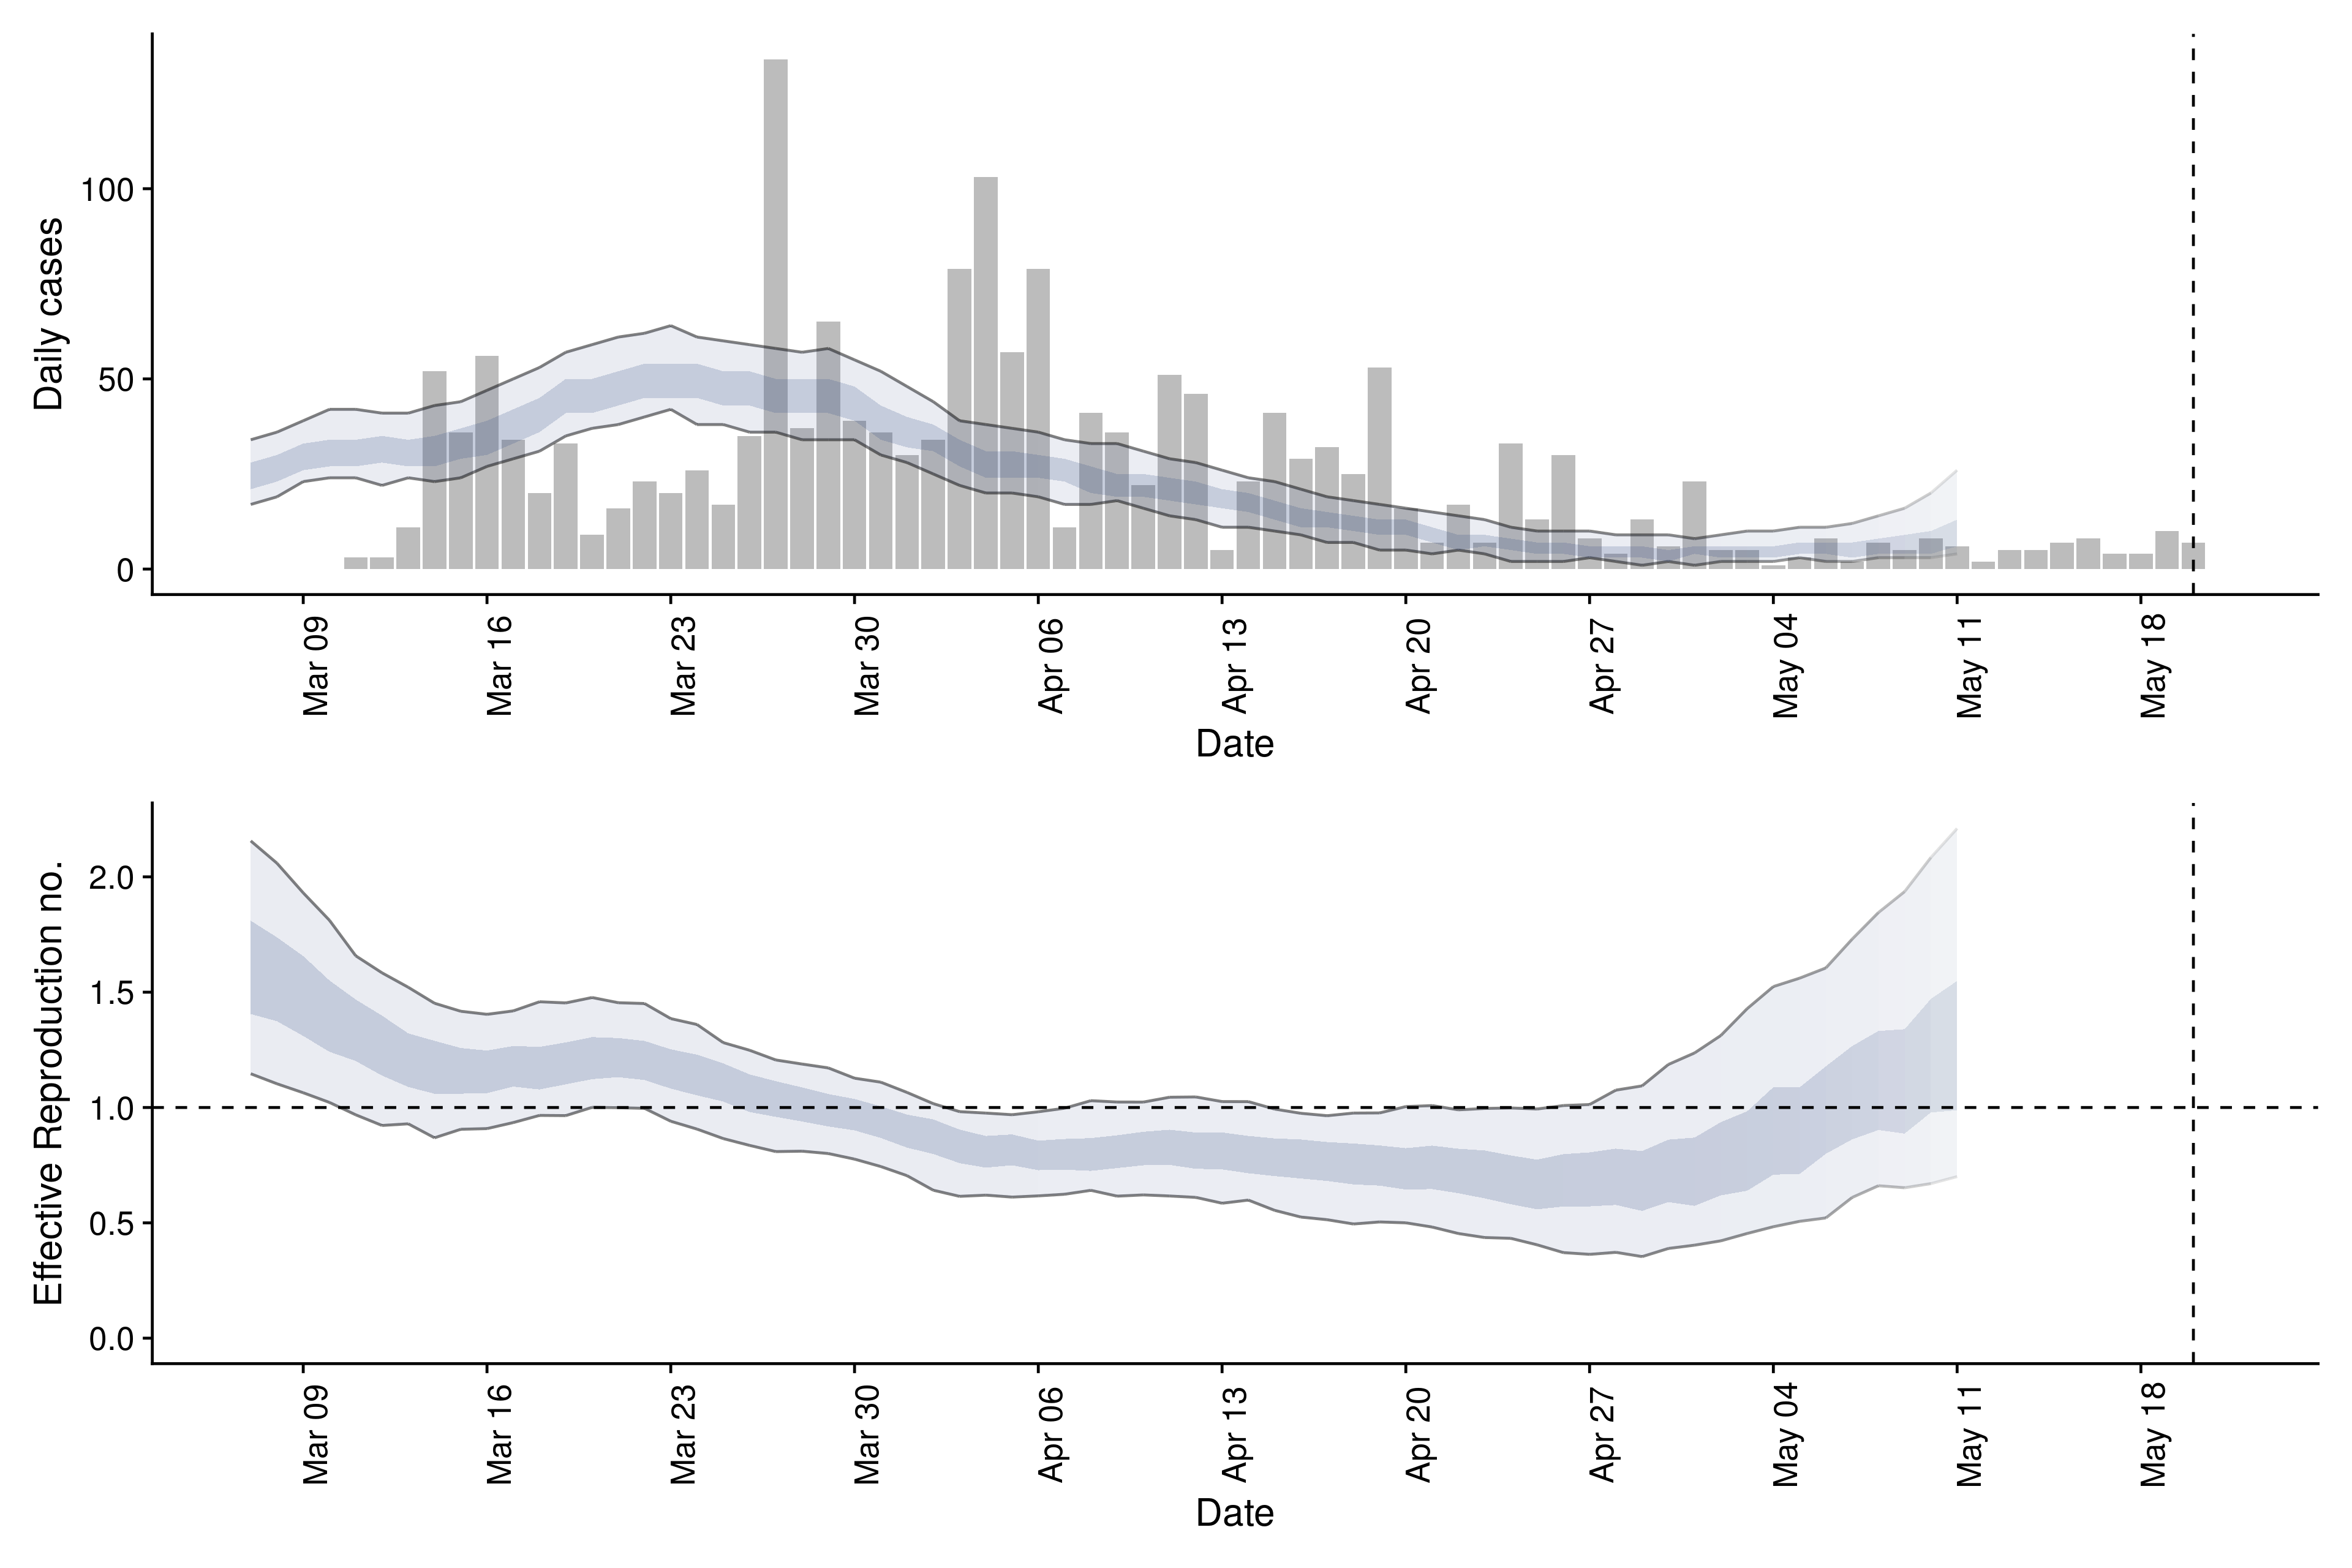 Daily cases
100
50
0
Mar 09
Mar 16
Mar 23
Mar 30
Apr 06
Apr 13
Apr 20
Apr 27
May 04
May 11
May 18
Date
Effective Reproduction no.
2.0
1.5
1.0
0.5
0.0
Mar 09
Mar 16
Mar 23
Mar 30
Apr 06
Apr 13
Apr 20
Apr 27
May 04
May 11
May 18
Date